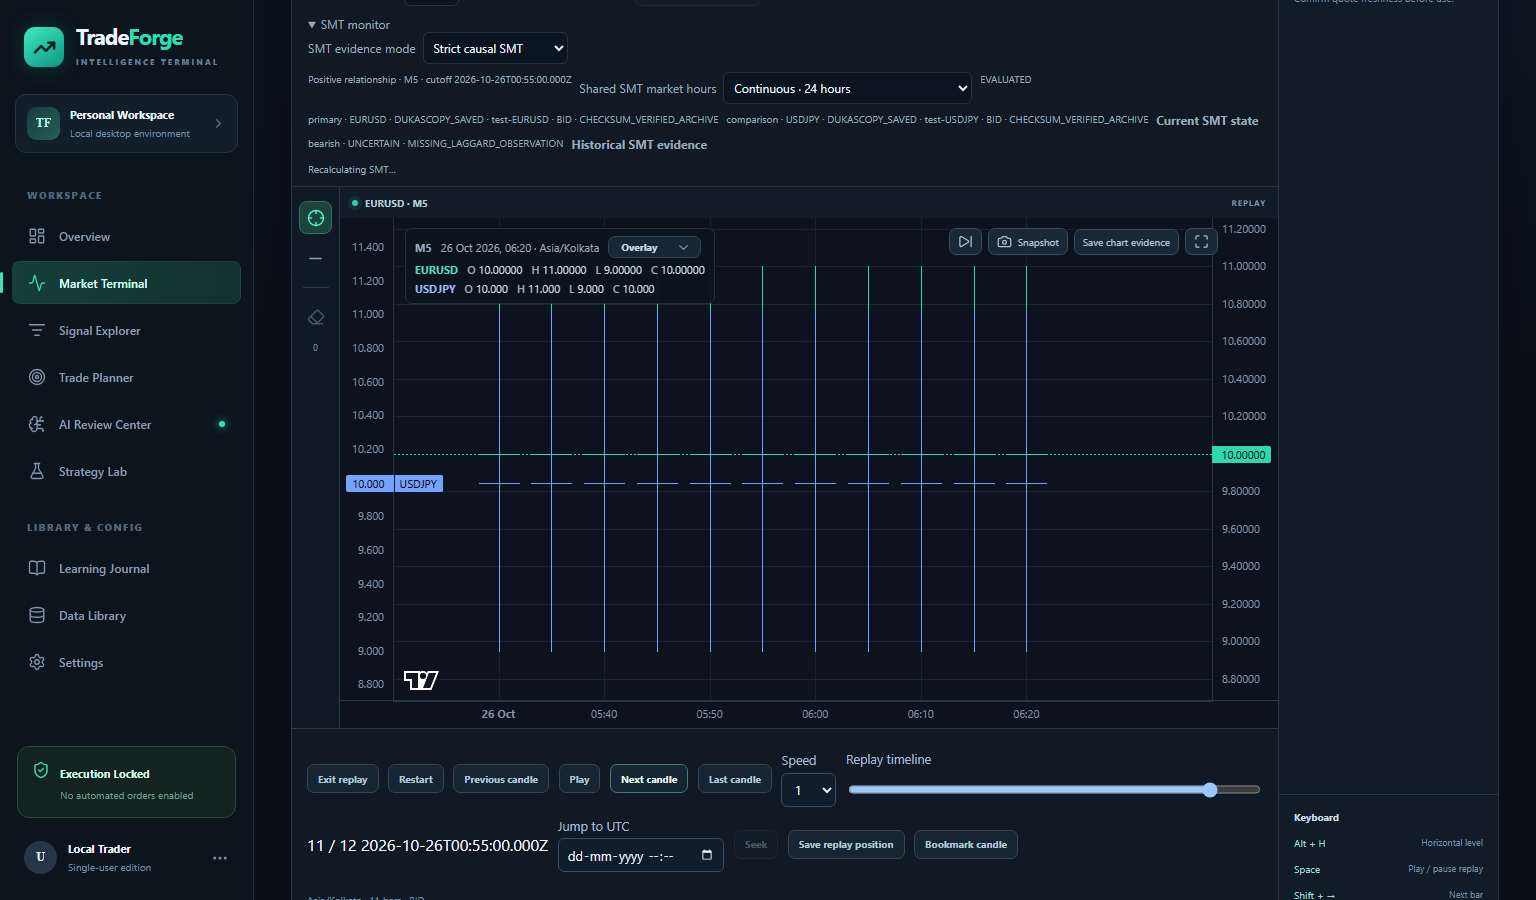 TradeForge
INTELLIGENCE TERMINAL
TF
Personal Workspace
Local desktop environment
WORKSPACE
Overview
Market Terminal
Signal Explorer
Trade Planner
AI Review Center
Strategy Lab
LIBRARY & CONFIG
Learning Journal
Data Library
Settings
Execution Locked
No automated orders enabled
U
Local Trader
Single-user edition
▼ SMT monitor
SMT evidence mode Strict causal SMT
Positive relationship · M5 · cutoff 2026-10-26T00:55:00.000Z Shared SMT market hours Continuous · 24 hours EVALUATED
primary · EURUSD · DUKASCOPY_SAVED · test-EURUSD · BID · CHECKSUM_VERIFIED_ARCHIVE comparison · USDJPY · DUKASCOPY_SAVED · test-USDJPY · BID · CHECKSUM_VERIFIED_ARCHIVE Current SMT state
bearish · UNCERTAIN · MISSING_LAGGARD_OBSERVATION Historical SMT evidence
Recalculating SMT...
EURUSD · M5
REPLAY
0
M5 26 Oct 2026, 06:20 · Asia/Kolkata Overlay
EURUSD O 10.00000 H 11.00000 L 9.00000 C 10.00000
USDJPY O 10.000 H 11.000 L 9.000 C 10.000
Snapshot
Save chart evidence
11.400
11.200
11.000
10.800
10.600
10.400
10.200
10.000 USDJPY
9.800
9.600
9.400
9.200
9.000
8.800
11.20000
11.00000
10.80000
10.60000
10.40000
10.20000
10.00000
9.80000
9.60000
9.40000
9.20000
9.00000
8.80000
26 Oct 05:40 05:50 06:00 06:10 06:20
Exit replay
Restart
Previous candle
Play
Next candle
Last candle
Speed
1
Replay timeline
11 / 12 2026-10-26T00:55:00.000Z
Jump to UTC
dd-mm-yyyy --:--
Seek
Save replay position
Bookmark candle
Keyboard
Alt + H Horizontal level
Space Play / pause replay
Shift + → Next bar